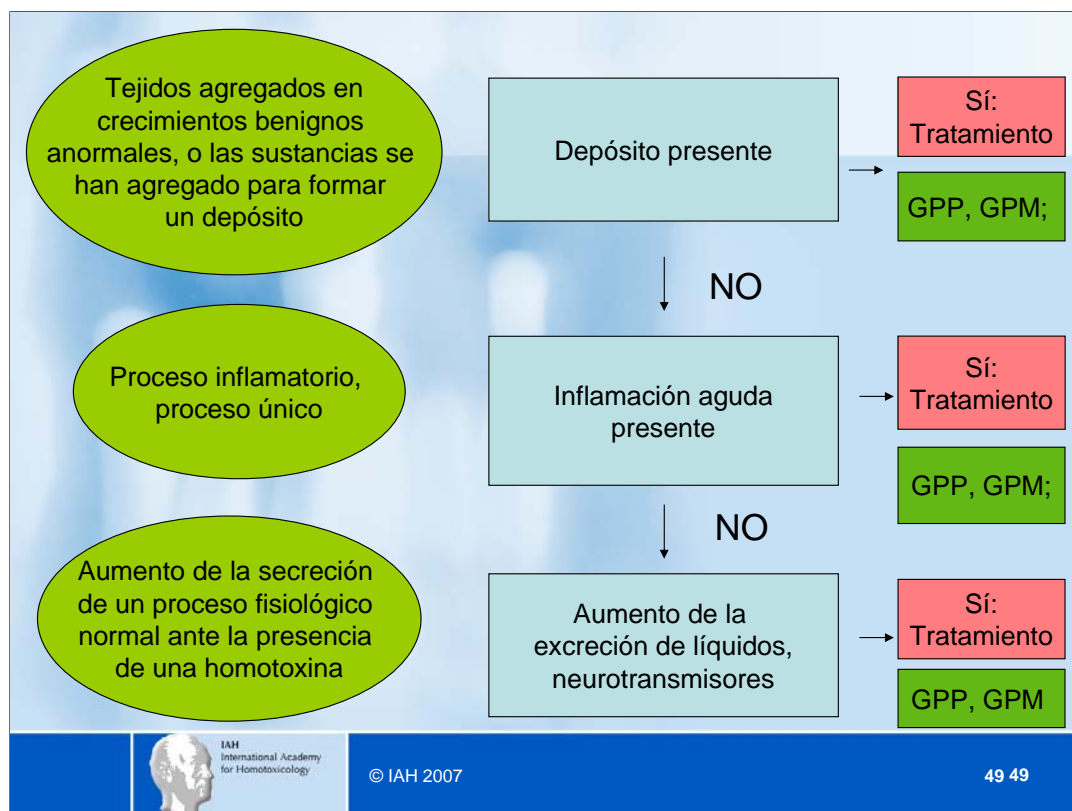 Tejidos agregados en
crecimientos benignos
anormales, o las sustancias se
han agregado para formar
un depósito
Depósito presente
Sí:
Tratamiento
GPP, GPM;
NO
Proceso inflamatorio,
proceso único
Inflamación aguda
presente
Sí:
Tratamiento
GPP, GPM;
NO
Aumento de la secreción
de un proceso fisiológico
normal ante la presencia
de una homotoxina
Aumento de la
excreción de líquidos,
neurotransmisores
Sí:
Tratamiento
GPP, GPM
IAH
International Academy
for Homotoxicology
© IAH 2007
49 49